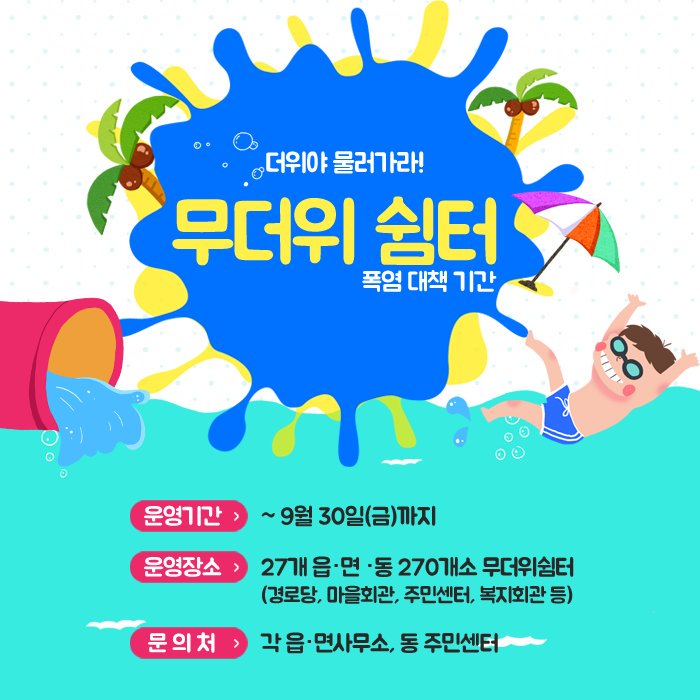 더위야 물러가라!
무더위 쉼터
폭염 대책 기간
운영기간 > ~ 9월 30일(금)까지
운영장소 > 27개 읍·면 ·동 270개소 무더위쉼터
(경로당, 마을회관, 주민센터, 복지회관 등)
문 의 처 > 각 읍·면사무소, 동 주민센터